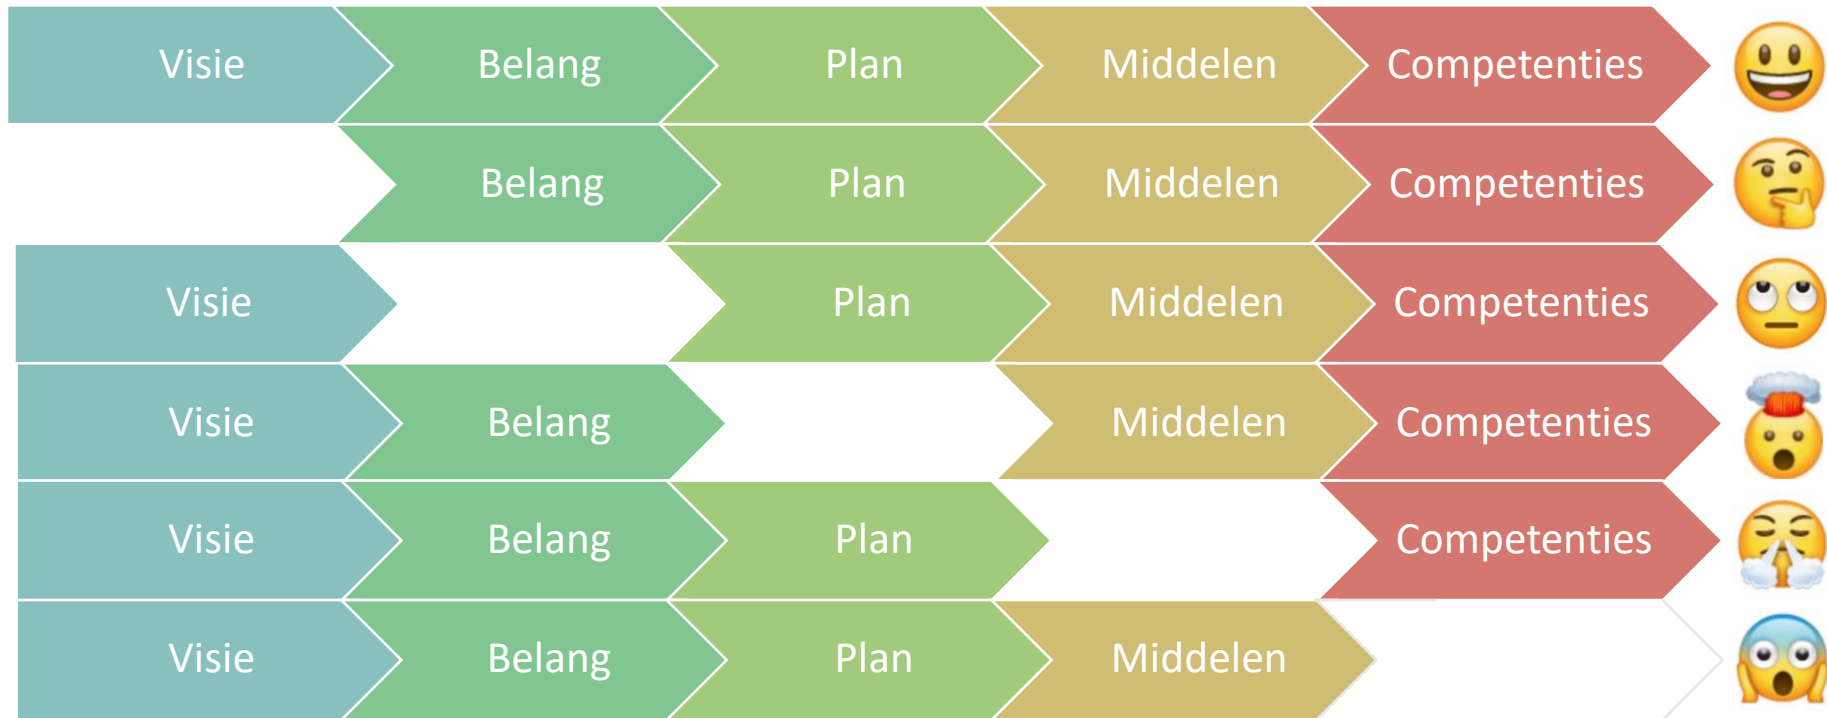 Visie Belang Plan Middelen Competenties
Belang Plan Middelen Competenties
Visie Plan Middelen Competenties
Visie Belang Middelen Competenties
Visie Belang Plan Competenties
Visie Belang Plan Middelen